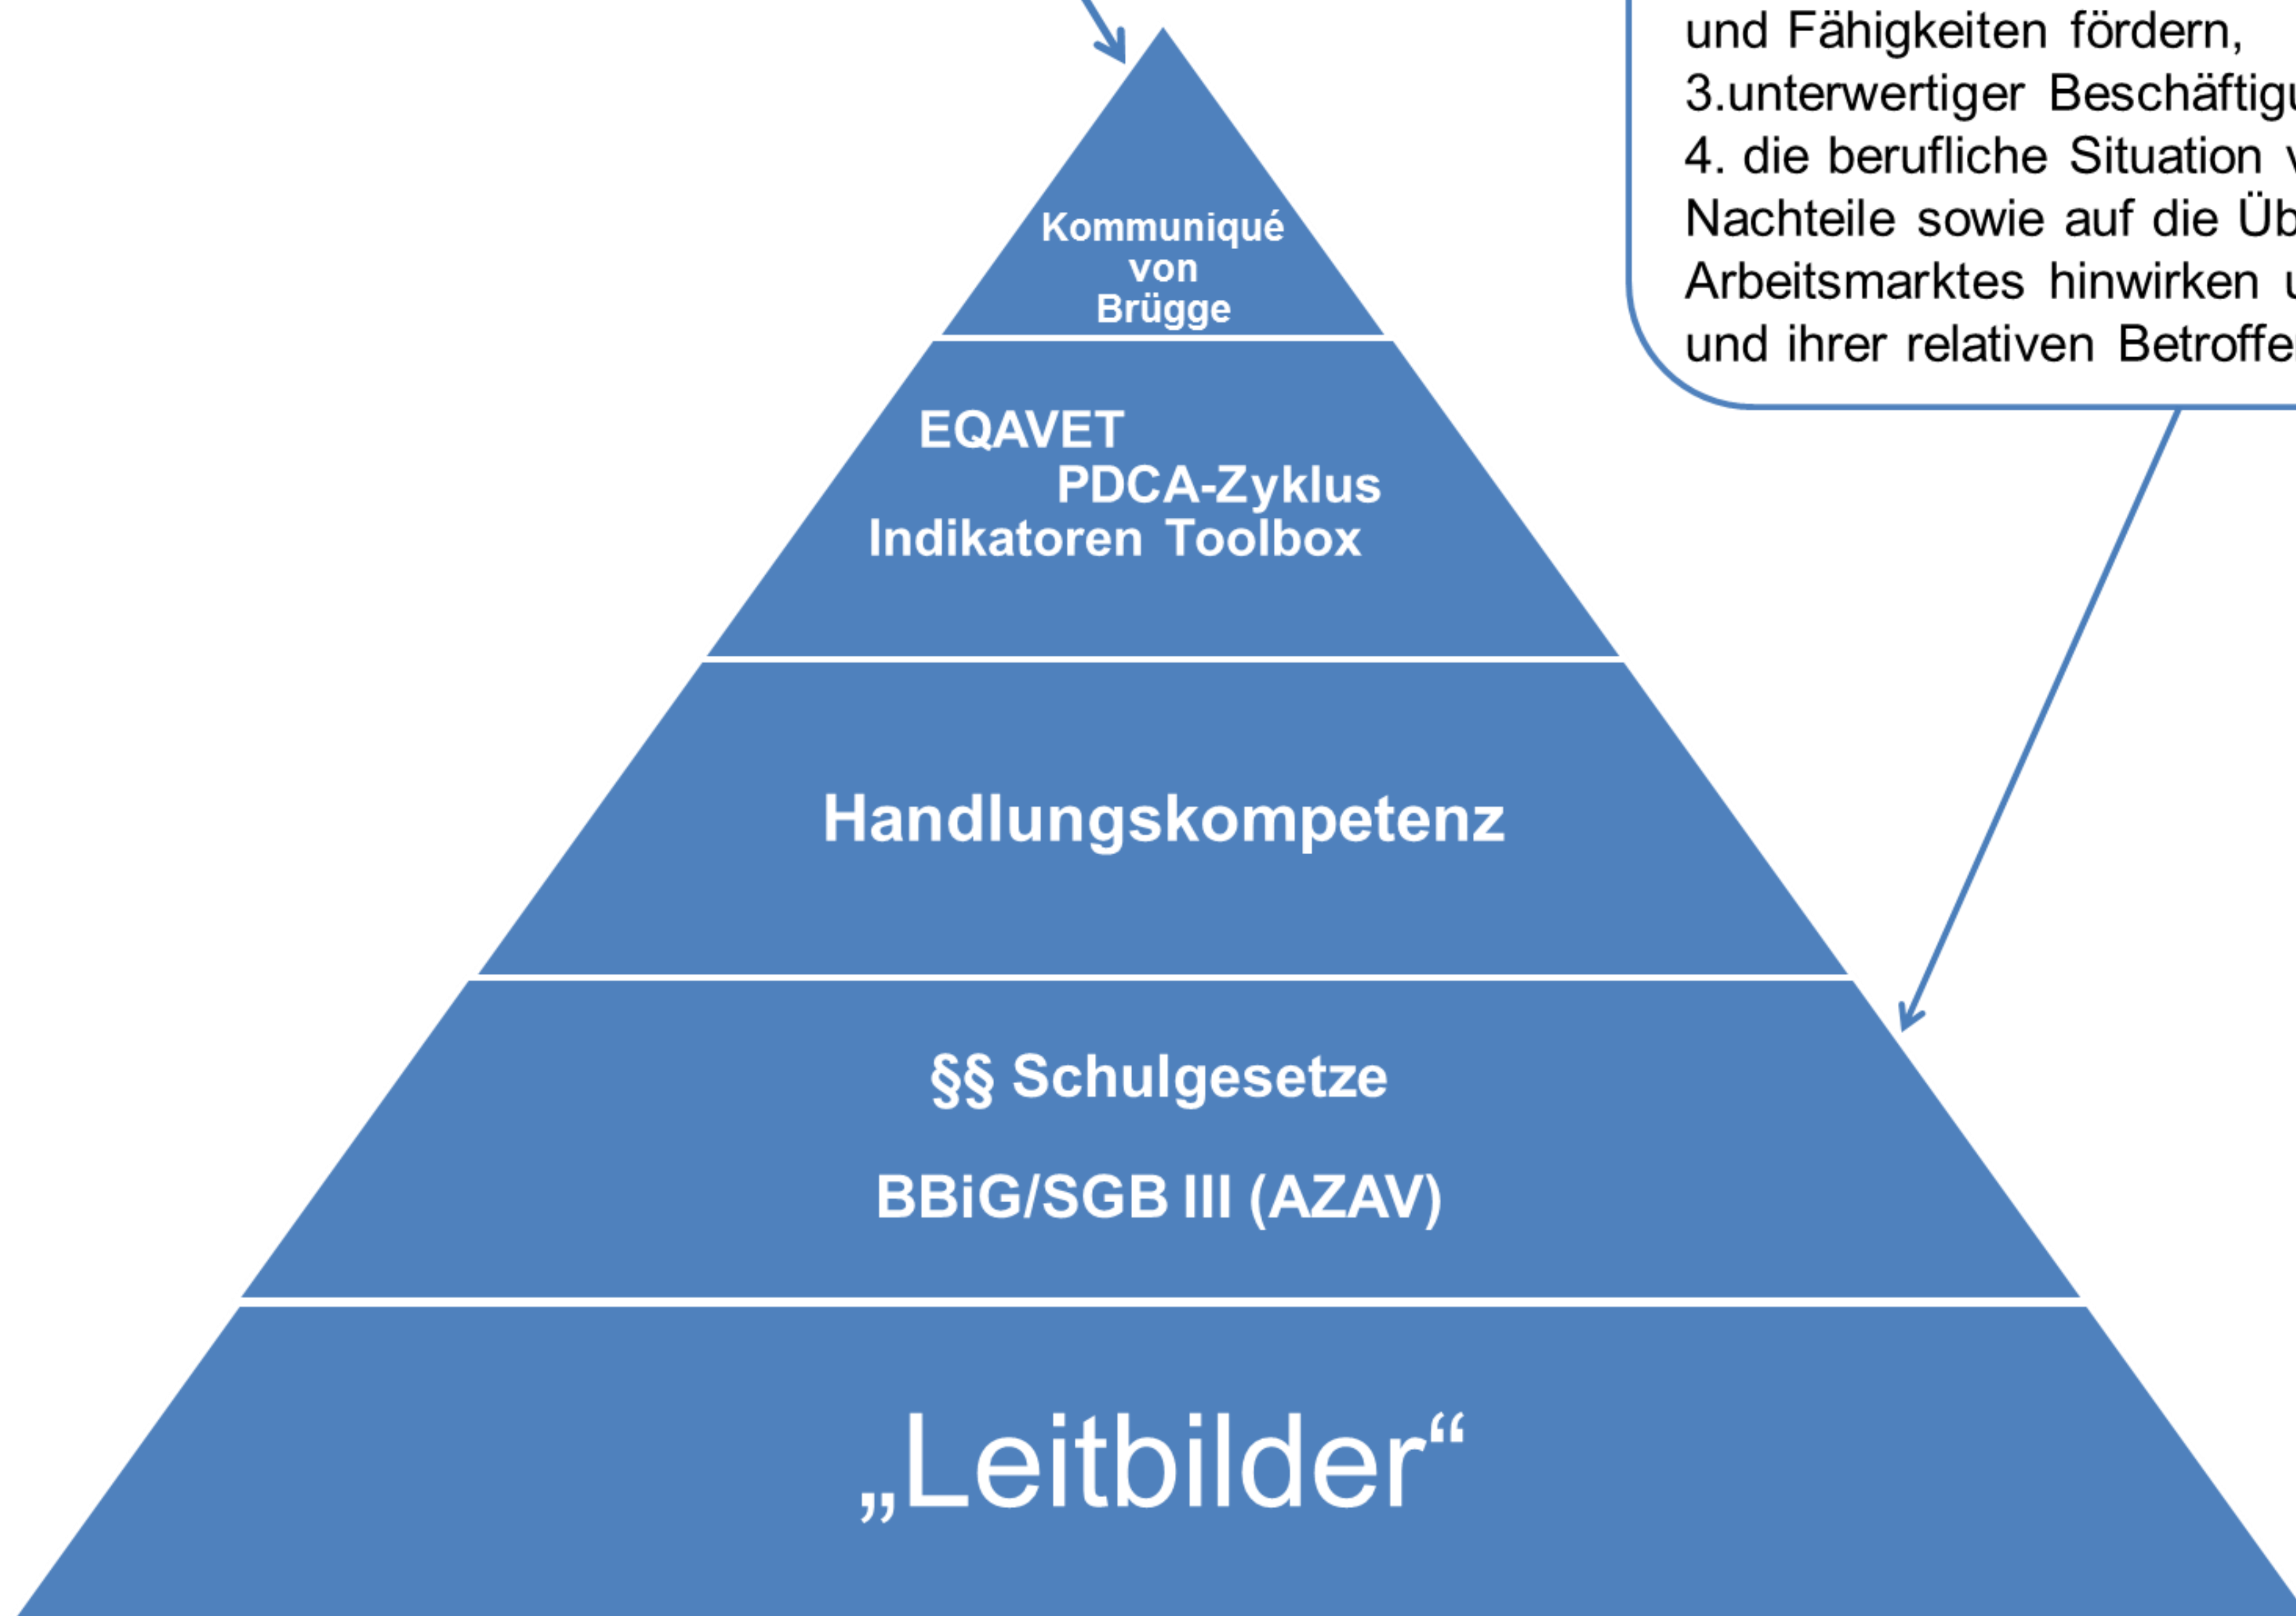 und Fähigkeiten fördern,
3.unterwertiger
4. die berufliche Situation
Nachteile sowie auf die
Arbeitsmarktes hinwirken
und ihrer relativen
Kommuniqué
von
Brügge
EQAVET
PDCA-Zyklus
Indikatoren Toolbox
Handlungskompetenz
§§ Schulgesetze
BBiG/SGB III (AZAV)
„Leitbilder“